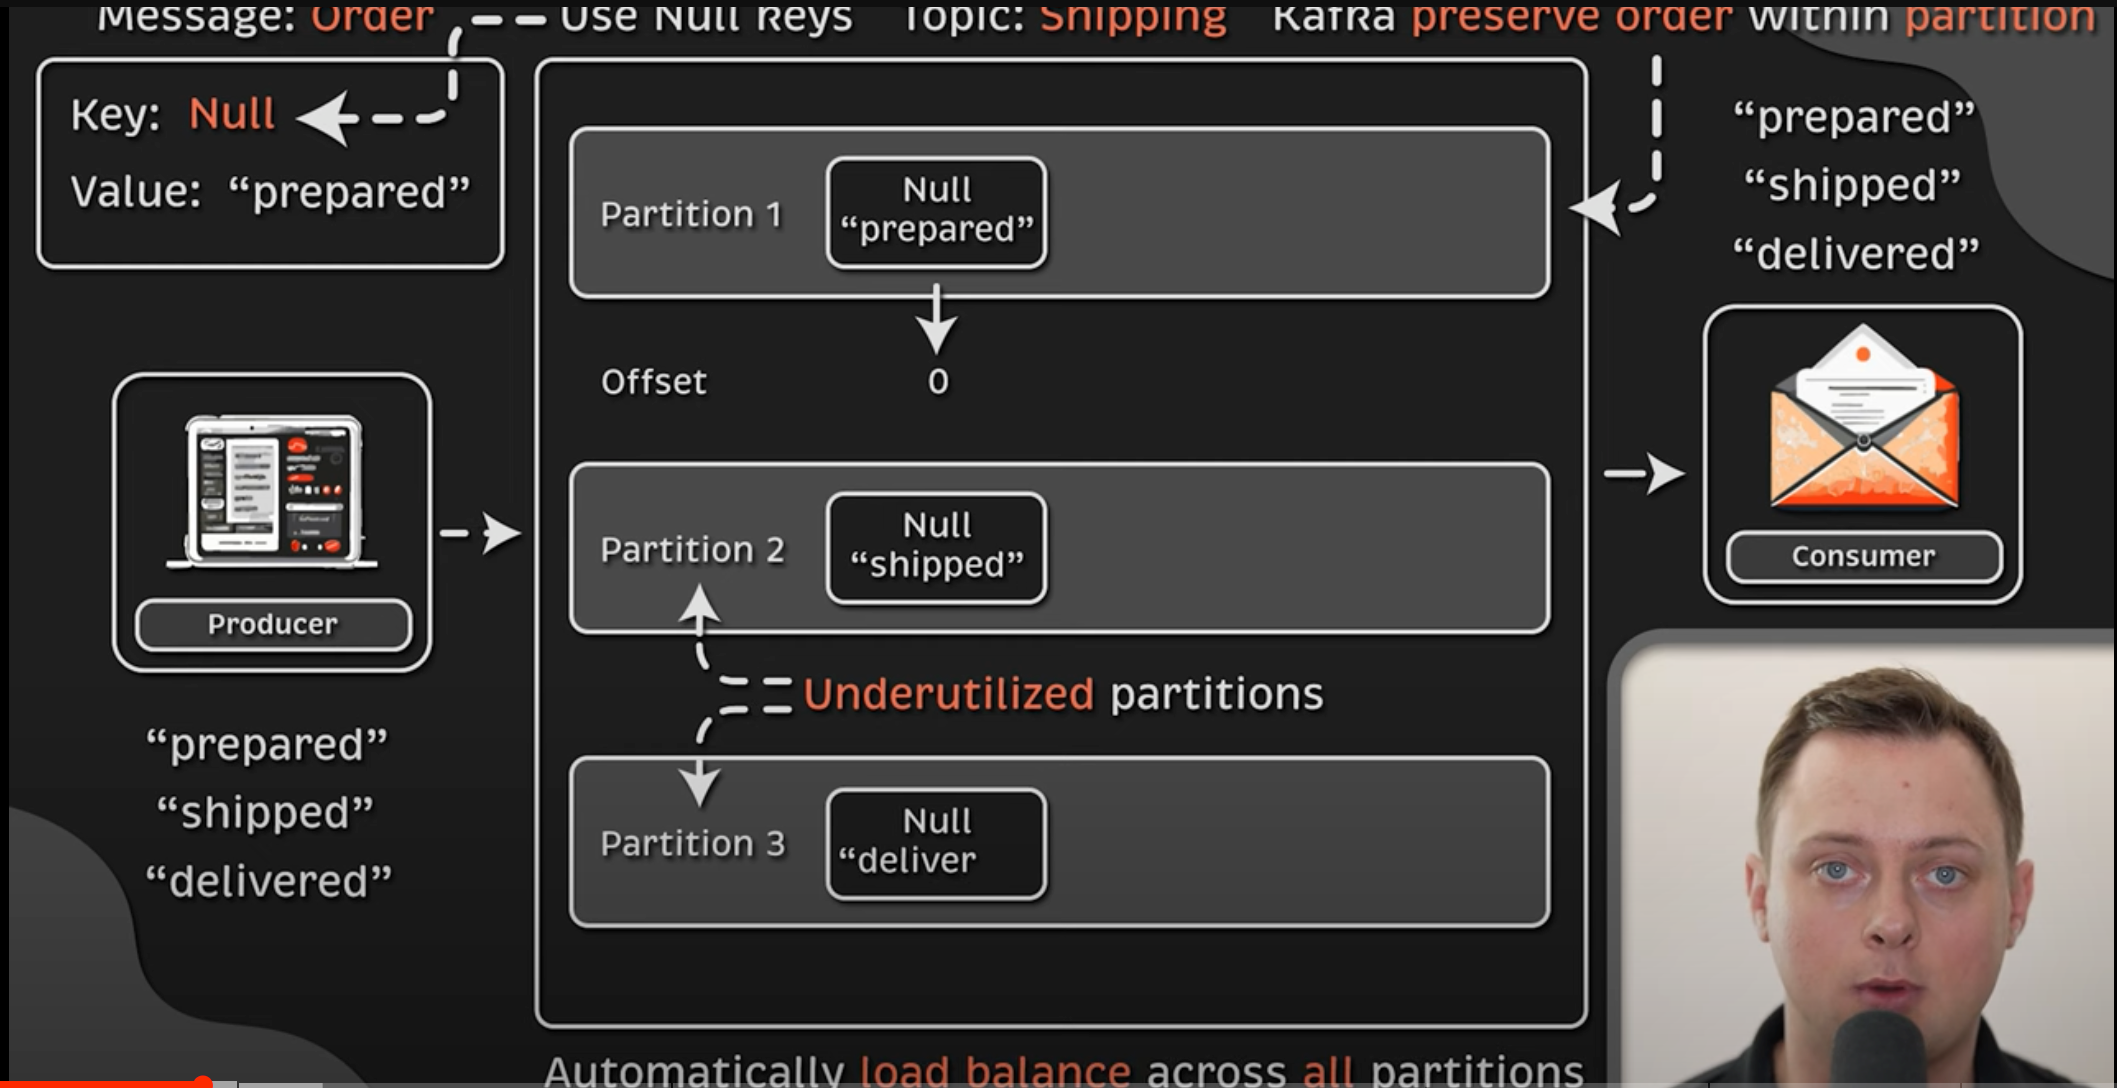 Message: Order
Use Null keys
Topic: Shipping
Kafka preserve order within partition
Key: Null
Value: “prepared”
Partition 1
Null
“prepared”
Offset
0
Partition 2
Null
“shipped”
Underutilized partitions
Partition 3
Null
“deliver
Producer
“prepared”
“shipped”
“delivered”
“prepared”
“shipped”
“delivered”
Consumer
Automatically load balance across all partitions